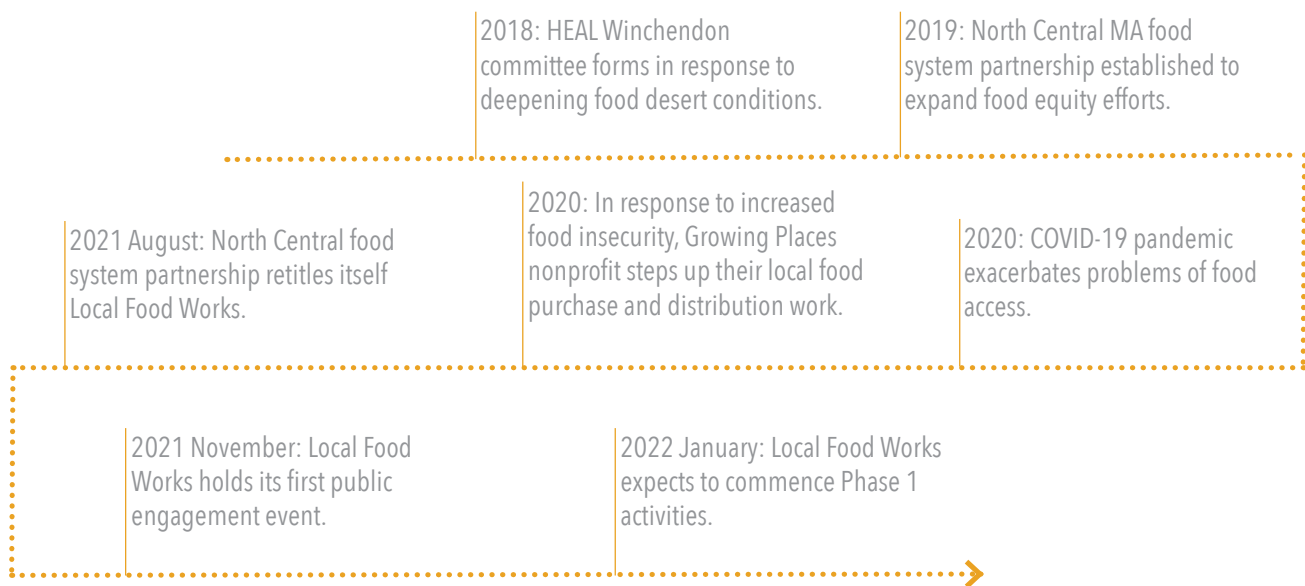 2018: HEAL Winchendon
committee forms in response to
deepening food desert conditions.
2019: North Central MA food
system partnership established to
expand food equity efforts.
2020: COVID-19 pandemic
exacerbates problems of food
access.
2020: In response to increased
food insecurity, Growing Places
nonprofit steps up their local food
purchase and distribution work.
2021 August: North Central food
system partnership retitles itself
Local Food Works.
2021 November: Local Food
Works holds its first public
engagement event.
2022 January: Local Food Works
expects to commence Phase 1
activities.